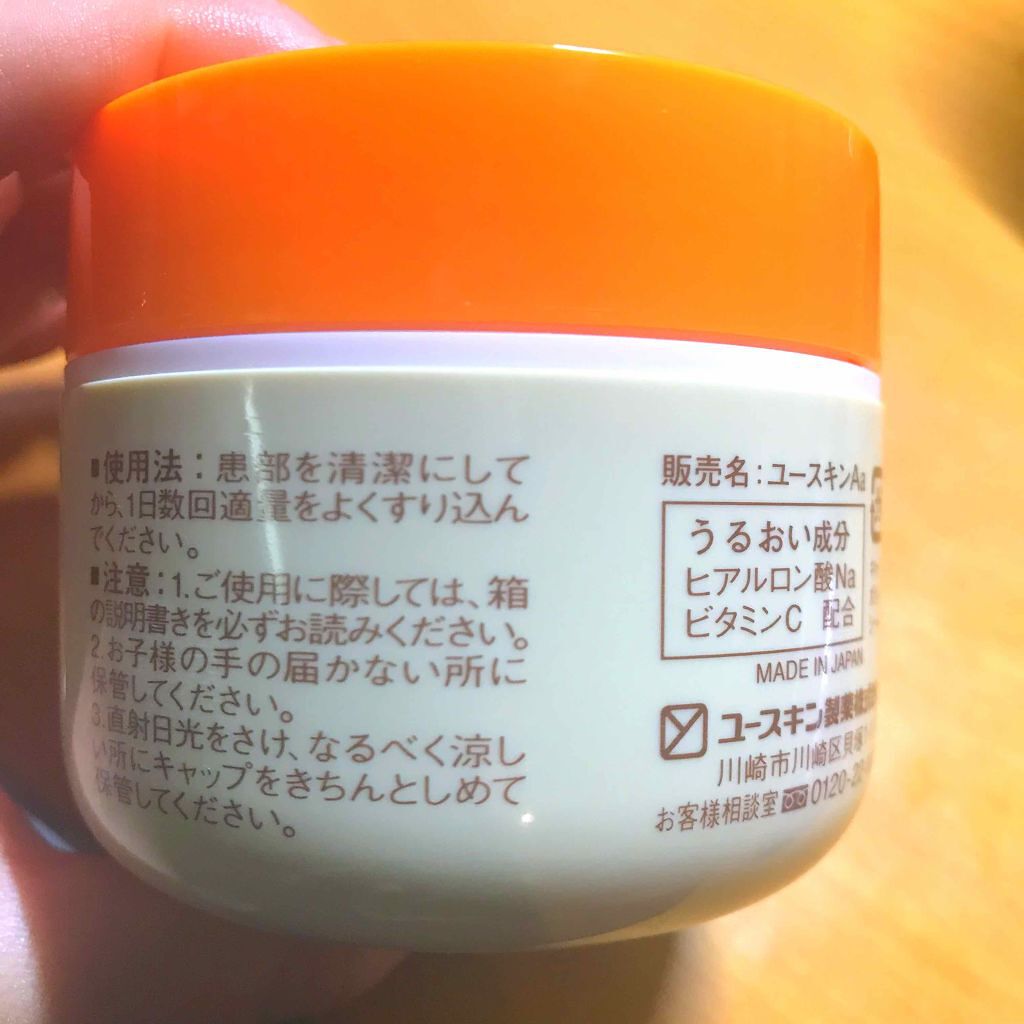 ■使用法：患部を清潔にして
から、1日数回適量をよくすり込ん
でください。
■注意：1.ご使用に際しては、箱
の説明書きを必ずお読みください。
2.お子様の手の届かない所に
保管してください。
3.直射日光をさけ、なるべく涼し
い所にキャップをきちんとしめて
保管してください。
販売名：ユースキンAa
うるおい成分
ヒアルロン酸Na
ビタミンC 配合
MADE IN JAPAN
ユースキン製薬株式
川崎市川崎区貝塚
お客様相談室 0120-22-